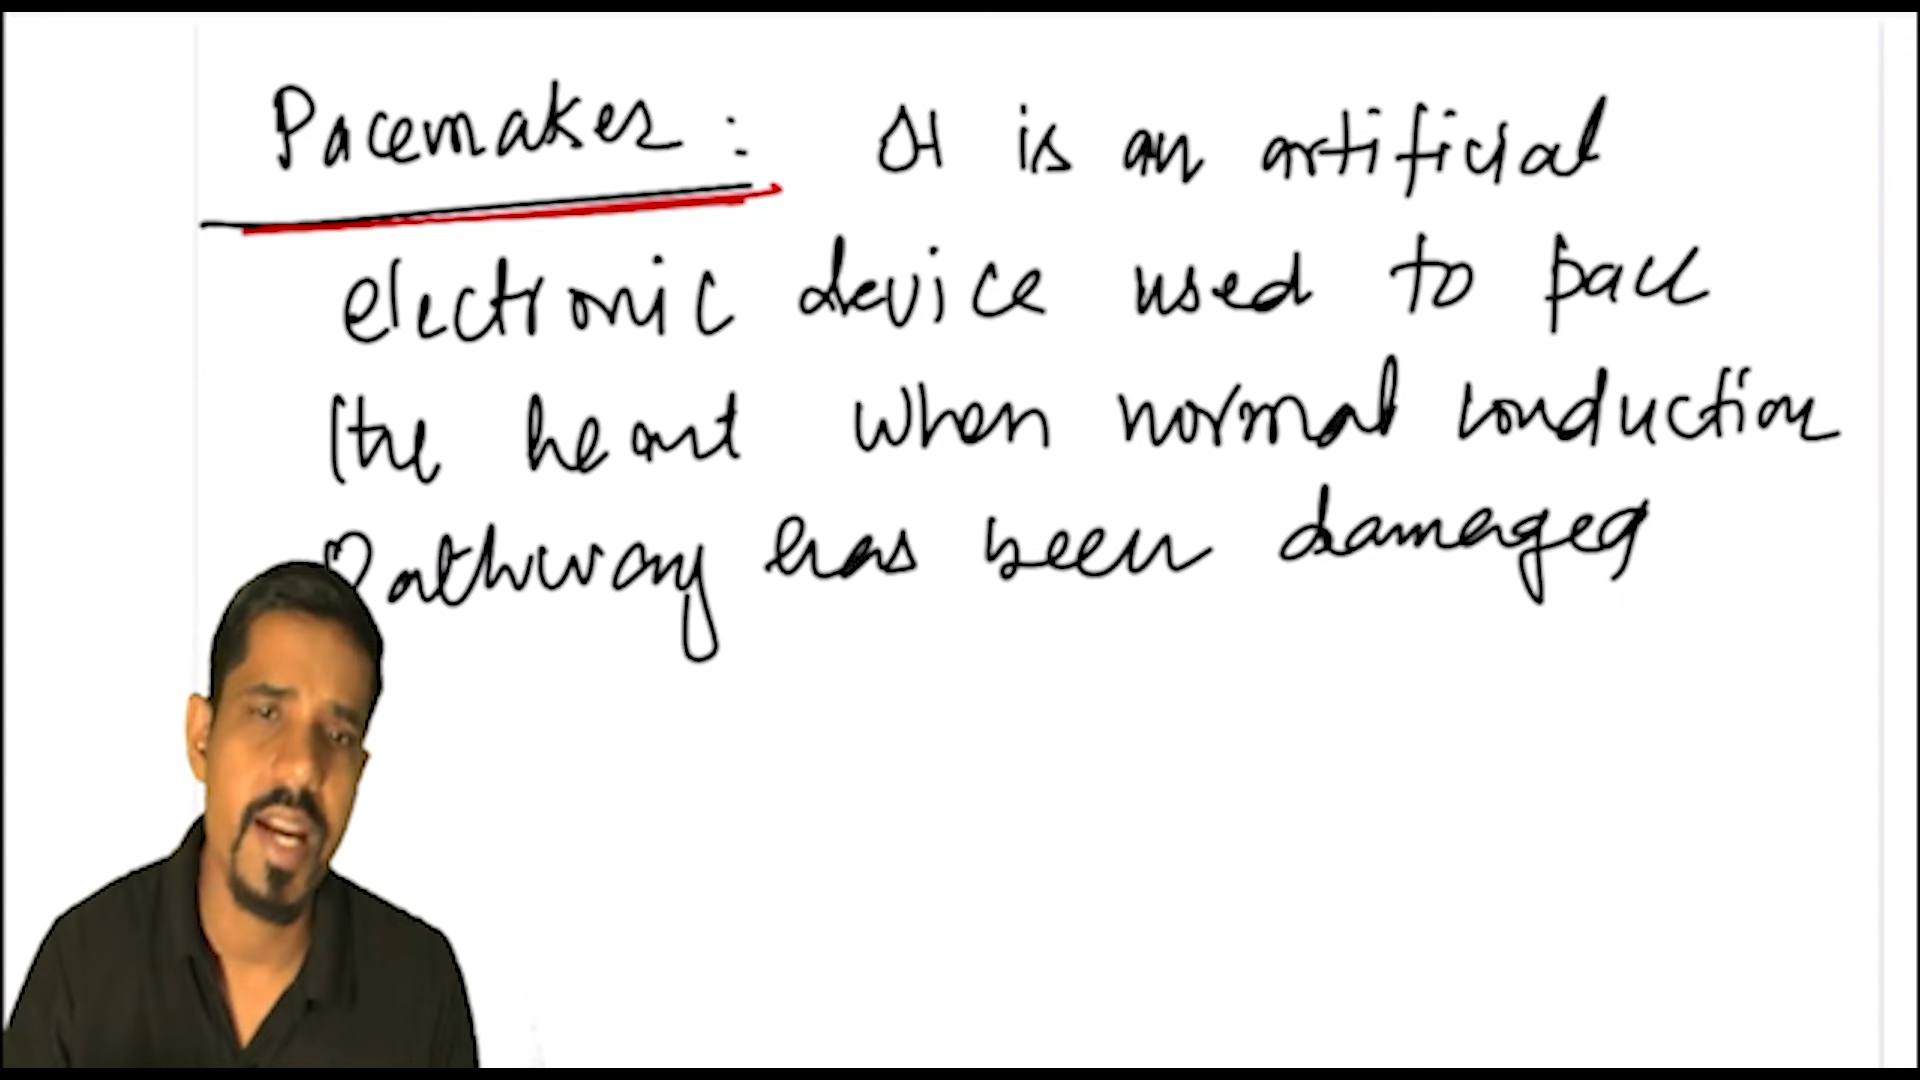 Pacemaker : It is an artificial
electronic device used to pace
the heart when normal conduction
Pathway has been damaged